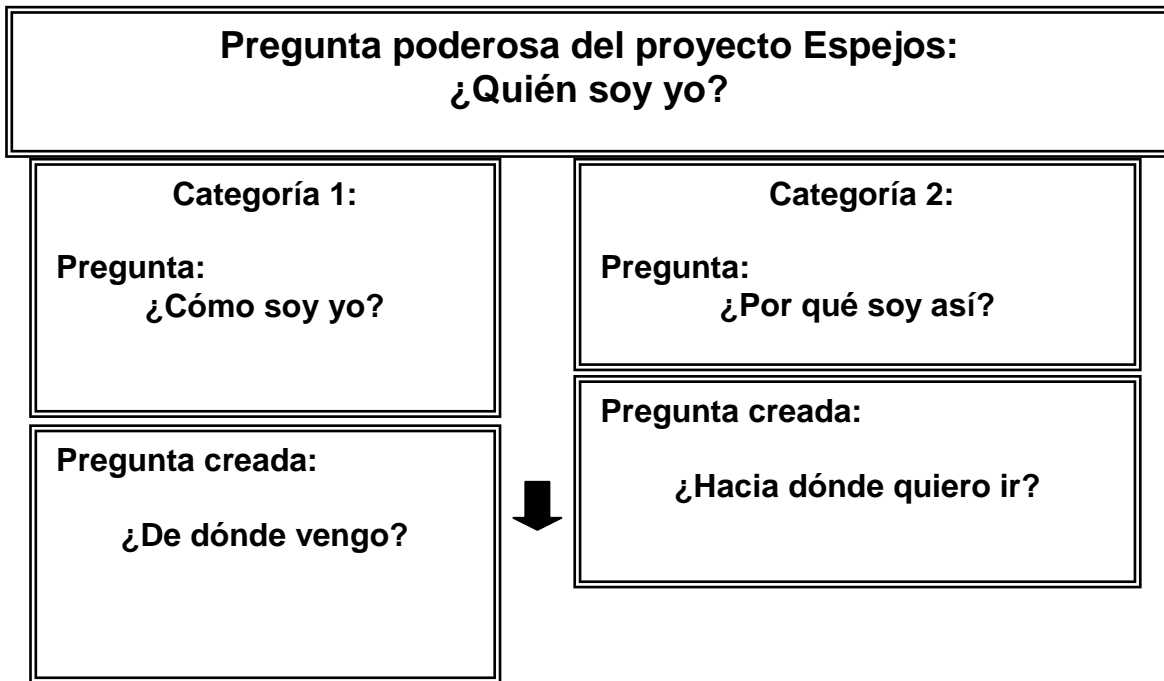 Pregunta poderosa del proyecto Espejos:
¿Quién soy yo?
Categoría 1:
Pregunta:
¿Cómo soy yo?
Categoría 2:
Pregunta:
¿Por qué soy así?
Pregunta creada:
¿De dónde vengo?
Pregunta creada:
¿Hacia dónde quiero ir?